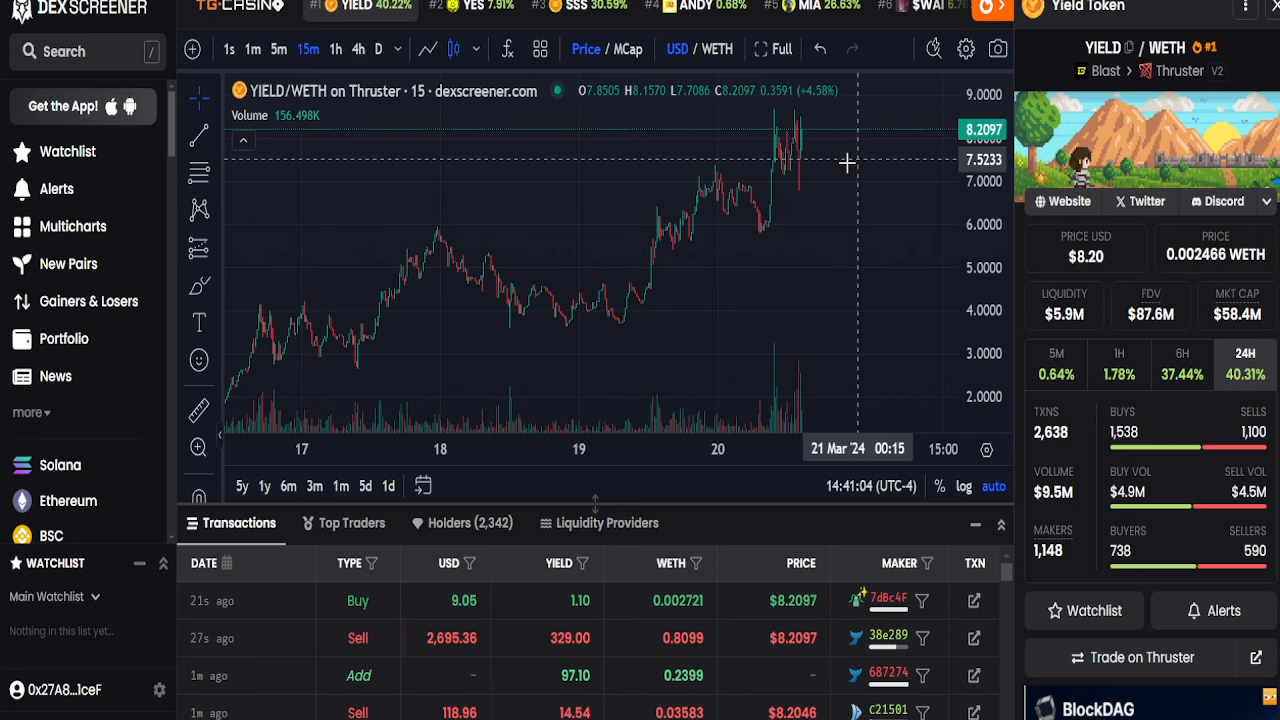 DEX SCREENER
Search /
Get the App!
Watchlist
Alerts
Multicharts
New Pairs
Gainers & Losers
Portfolio
News
more
Solana
Ethereum
BSC
WATCHLIST
Main Watchlist
Nothing in this list yet...
0x27A8...1ceF
TG.CASINO
#1 YIELD 40.22% #2 YES 7.91% #3 SSS 30.59% #4 ANDY 0.68% #5 MIA 26.63% #6 $WAI 6.7
1s 1m 5m 15m 1h 4h D Price / MCap USD / WETH Full
YIELD/WETH on Thruster · 15 · dexscreener.com O7.8505 H8.1570 L7.7086 C8.2097 0.3591 (+4.58%)
Volume 156.498K
9.0000
8.2097
8.0000
7.5233
7.0000
6.0000
5.0000
4.0000
3.0000
2.0000
17 18 19 20 21 Mar '24 00:15 15:00
5y 1y 6m 3m 1m 5d 1d 14:41:04 (UTC-4) % log auto
Transactions Top Traders Holders (2,342) Liquidity Providers
DATE TYPE USD YIELD WETH PRICE MAKER TXN
21s ago Buy 9.05 1.10 0.002721 $8.2097 7dBc4F
27s ago Sell 2,695.36 329.00 0.8099 $8.2097 38e289
1m ago Add - 97.10 0.2399 - 687274
1m ago Sell 118.96 14.54 0.03583 $8.2046 C21501
Yield Token
YIELD / WETH #1
Blast > Thruster V2
Website Twitter Discord
PRICE USD PRICE
$8.20 0.002466 WETH
LIQUIDITY FDV MKT CAP
$5.9M $87.6M $58.4M
5M 1H 6H 24H
0.64% 1.78% 37.44% 40.31%
TXNS BUYS SELLS
2,638 1,538 1,100
VOLUME BUY VOL SELL VOL
$9.5M $4.9M $4.5M
MAKERS BUYERS SELLERS
1,148 738 590
Watchlist Alerts
Trade on Thruster
BlockDAG